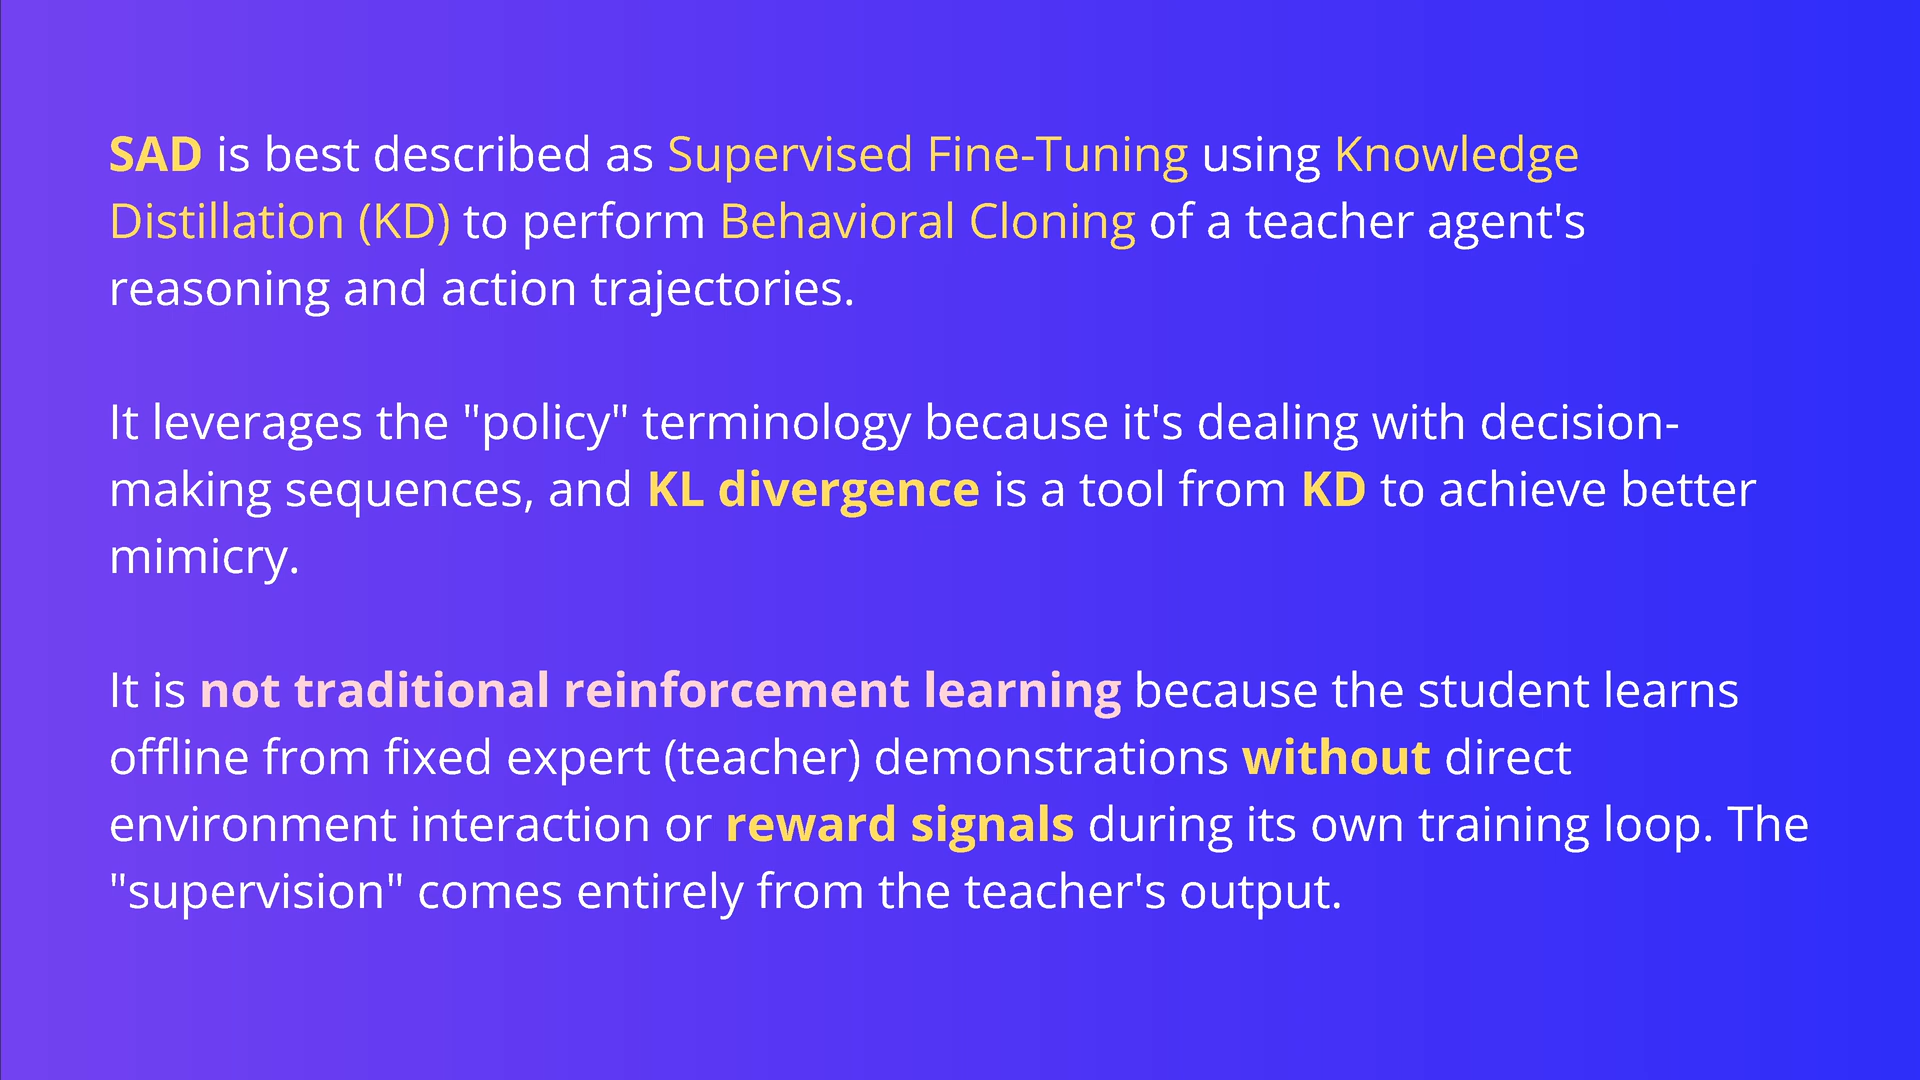 SAD is best described as Supervised Fine-Tuning using Knowledge
Distillation (KD) to perform Behavioral Cloning of a teacher agent's
reasoning and action trajectories.
It leverages the "policy" terminology because it's dealing with decision-
making sequences, and KL divergence is a tool from KD to achieve better
mimicry.
It is not traditional reinforcement learning because the student learns
offline from fixed expert (teacher) demonstrations without direct
environment interaction or reward signals during its own training loop. The
"supervision" comes entirely from the teacher's output.